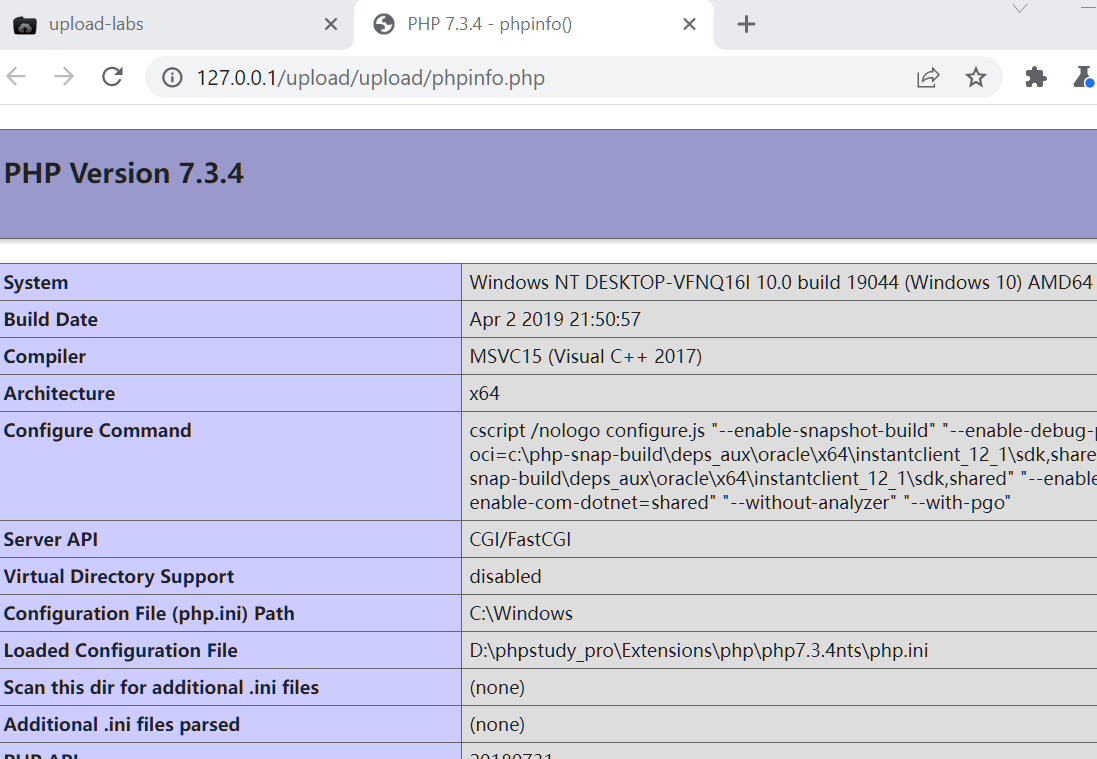 upload-labs
PHP 7.3.4 - phpinfo()
127.0.0.1/upload/upload/phpinfo.php
PHP Version 7.3.4
System Windows NT DESKTOP-VFNQ16I 10.0 build 19044 (Windows 10) AMD64
Build Date Apr 2 2019 21:50:57
Compiler MSVC15 (Visual C++ 2017)
Architecture x64
Configure Command cscript /nologo configure.js "--enable-snapshot-build" "--enable-debug-p
oci=c:\php-snap-build\deps_aux\oracle\x64\instantclient_12_1\sdk,share
snap-build\deps_aux\oracle\x64\instantclient_12_1\sdk,shared" "--enable
enable-com-dotnet=shared" "--without-analyzer" "--with-pgo"
Server API CGI/FastCGI
Virtual Directory Support disabled
Configuration File (php.ini) Path C:\Windows
Loaded Configuration File D:\phpstudy_pro\Extensions\php\php7.3.4nts\php.ini
Scan this dir for additional .ini files (none)
Additional .ini files parsed (none)
PHP API 20180731